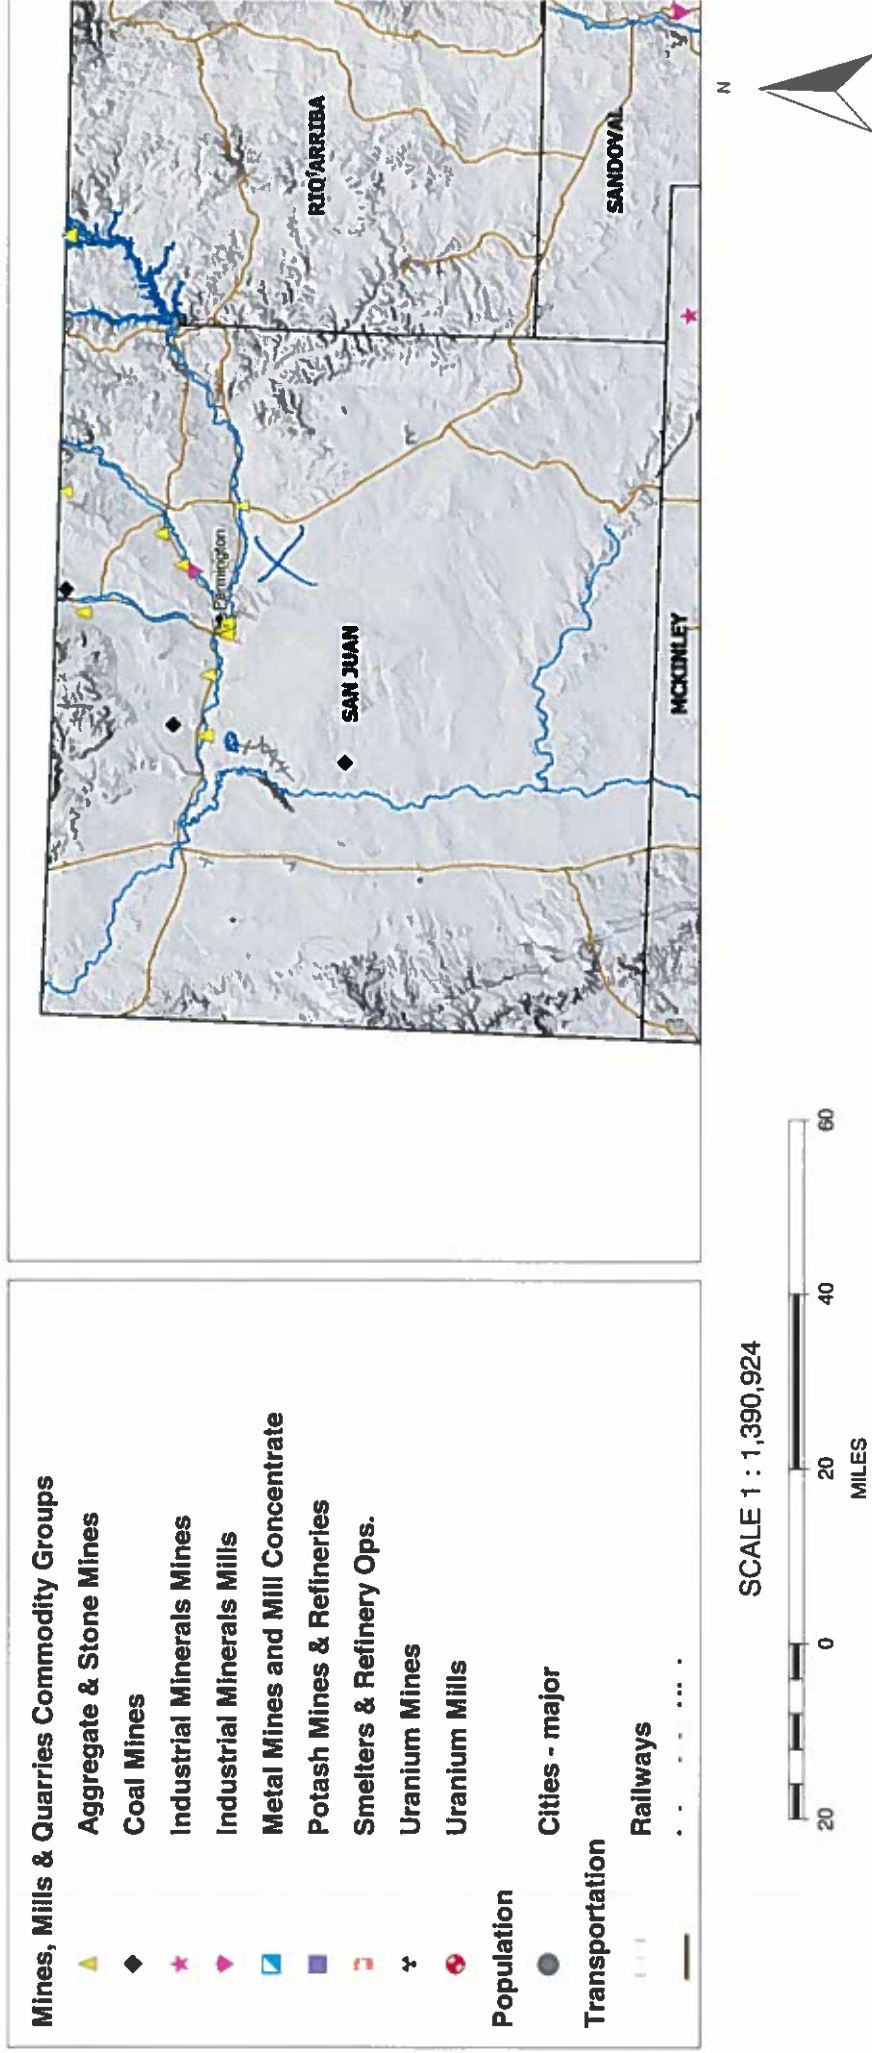 Mines, Mills & Quarries Commodity Groups
Aggregate & Stone Mines
Coal Mines
Industrial Minerals Mines
Industrial Minerals Mills
Metal Mines and Mill Concentrate
Potash Mines & Refineries
Smelters & Refinery Ops.
Uranium Mines
Uranium Mills
Population
Cities - major
Transportation
Railways
Farmington
SAN JUAN
RIO ARRIBA
SANDOVAL
MCKINLEY
SCALE 1 : 1,390,924
20 0 20 40 60
MILES
N